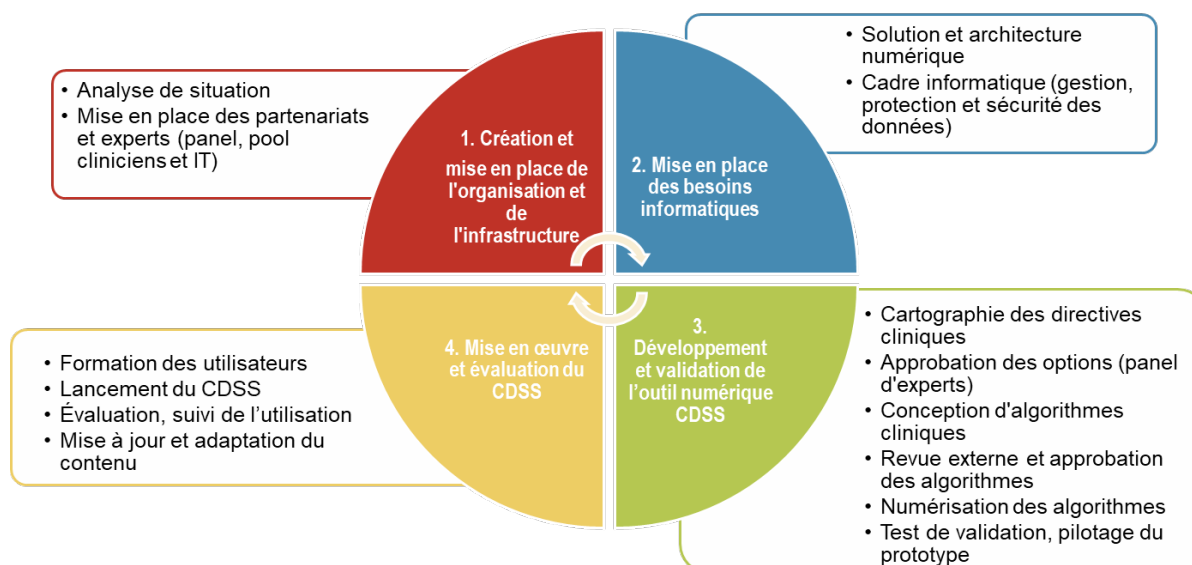 • Analyse de situation
• Mise en place des partenariats
et experts (panel, pool
cliniciens et IT)
1. Création et
mise en place de
l'organisation et
de
l'infrastructure
2. Mise en place
des besoins
informatiques
• Solution et architecture
numérique
• Cadre informatique (gestion,
protection et sécurité des
données)
• Formation des utilisateurs
• Lancement du CDSS
• Évaluation, suivi de l’utilisation
• Mise à jour et adaptation du
contenu
4. Mise en œuvre
et évaluation du
CDSS
3.
Développement
et validation de
l’outil numérique
CDSS
• Cartographie des directives
cliniques
• Approbation des options (panel
d'experts)
• Conception d'algorithmes
cliniques
• Revue externe et approbation
des algorithmes
• Numérisation des algorithmes
• Test de validation, pilotage du
prototype